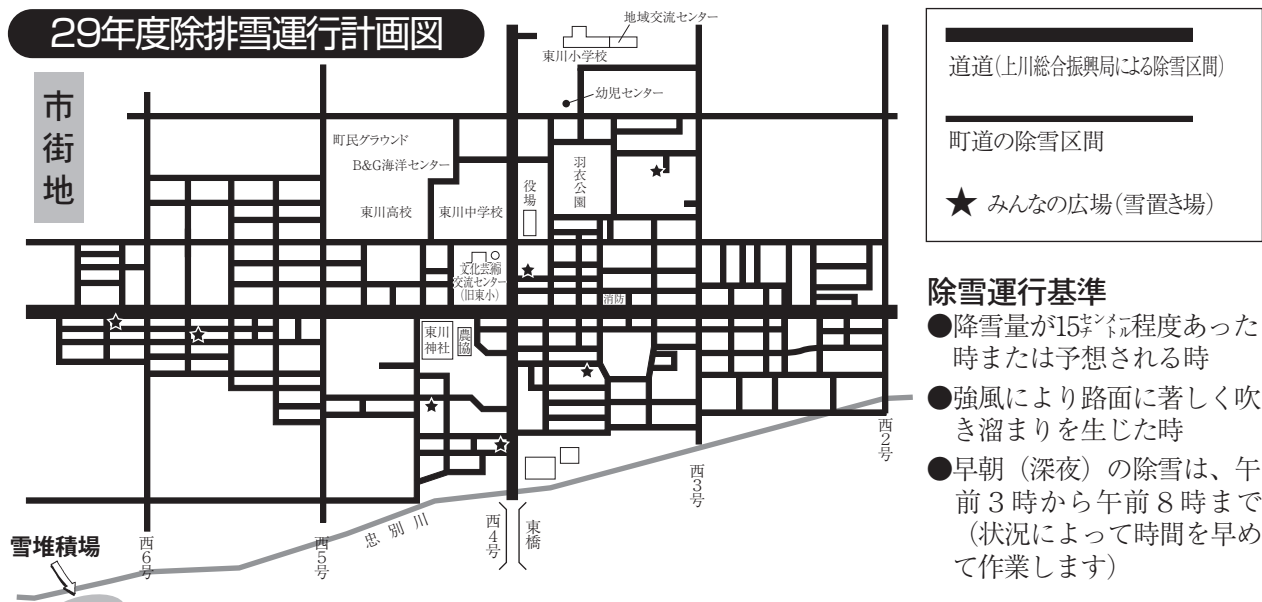 29年度除排雪運行計画図
市街地
地域交流センター
東川小学校
幼児センター
町民グラウンド
B&G海洋センター
羽衣公園
役場
東川高校
東川中学校
文化芸術
交流センター
(旧東小)
消防
東川
神社
農協
西2号
西3号
西4号
東橋
忠別川
西5号
西6号
雪堆積場
道道(上川総合振興局による除雪区間)
町道の除雪区間
★ みんなの広場(雪置き場)
除雪運行基準
●降雪量が15センチメートル程度あった
時または予想される時
●強風により路面に著しく吹
き溜まりを生じた時
●早朝（深夜）の除雪は、午
前３時から午前８時まで
（状況によって時間を早め
て作業します）